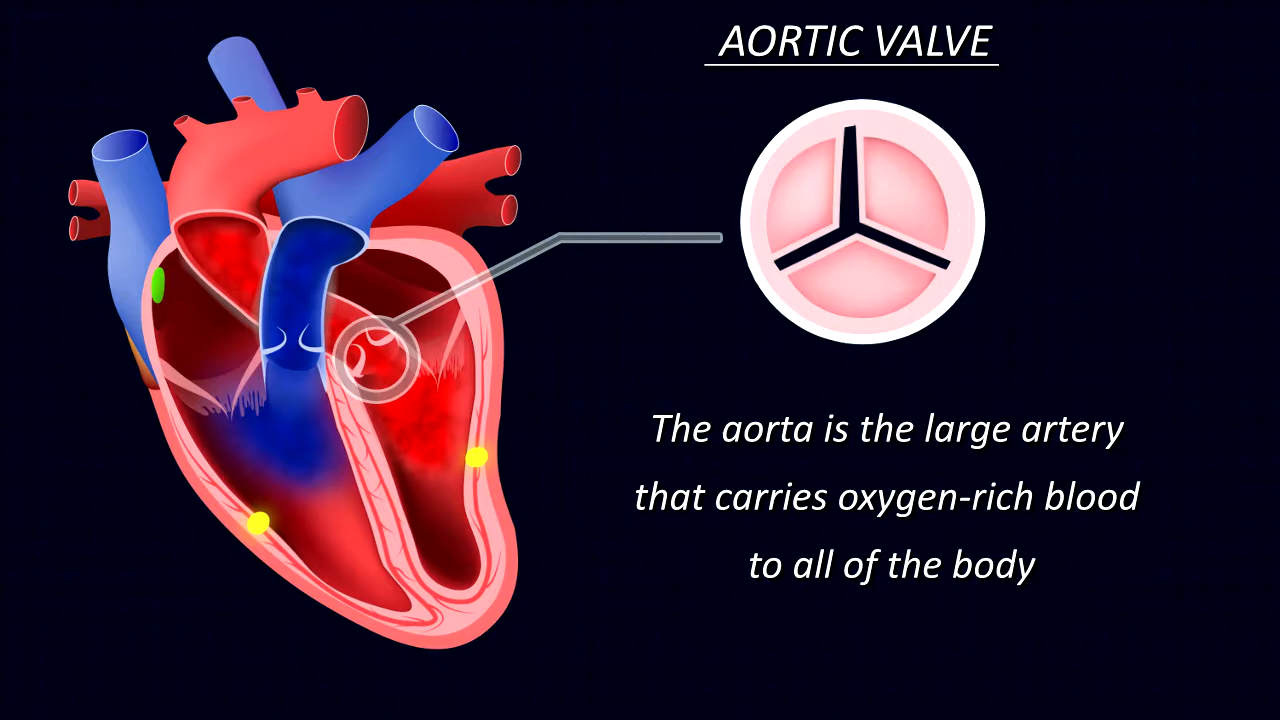 AORTIC VALVE
The aorta is the large artery
that carries oxygen-rich blood
to all of the body